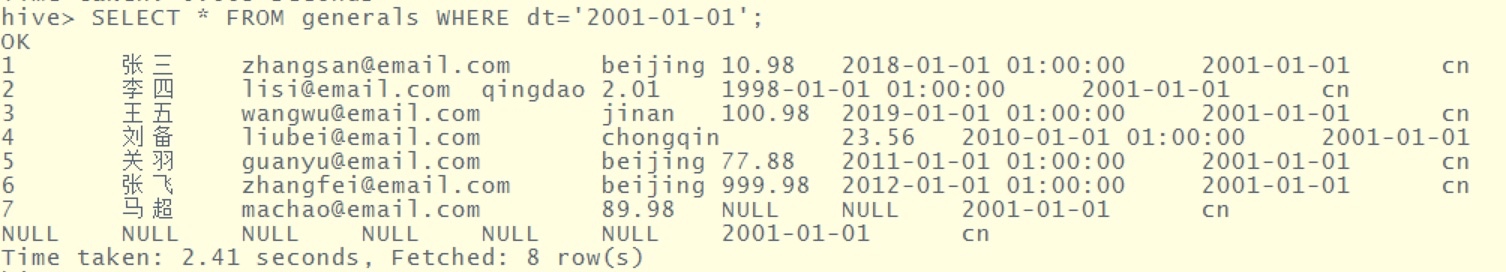 hive> SELECT * FROM generals WHERE dt='2001-01-01';
OK
1 张三 zhangsan@email.com beijing 10.98 2018-01-01 01:00:00 2001-01-01 cn
2 李四 lisi@email.com qingdao 2.01 1998-01-01 01:00:00 2001-01-01 cn
3 王五 wangwu@email.com jinan 100.98 2019-01-01 01:00:00 2001-01-01 cn
4 刘备 liubei@email.com chongqin 23.56 2010-01-01 01:00:00 2001-01-01
5 关羽 guanyu@email.com beijing 77.88 2011-01-01 01:00:00 2001-01-01 cn
6 张飞 zhangfei@email.com beijing 999.98 2012-01-01 01:00:00 2001-01-01 cn
7 马超 machao@email.com 89.98 NULL NULL 2001-01-01 cn
NULL NULL NULL NULL NULL NULL 2001-01-01 cn
Time taken: 2.41 seconds, Fetched: 8 row(s)